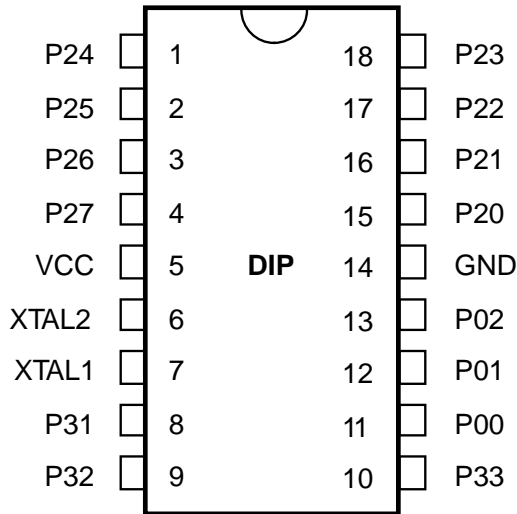 P24 1 18 P23
P25 2 17 P22
P26 3 16 P21
P27 4 15 P20
VCC 5 DIP 14 GND
XTAL2 6 13 P02
XTAL1 7 12 P01
P31 8 11 P00
P32 9 10 P33